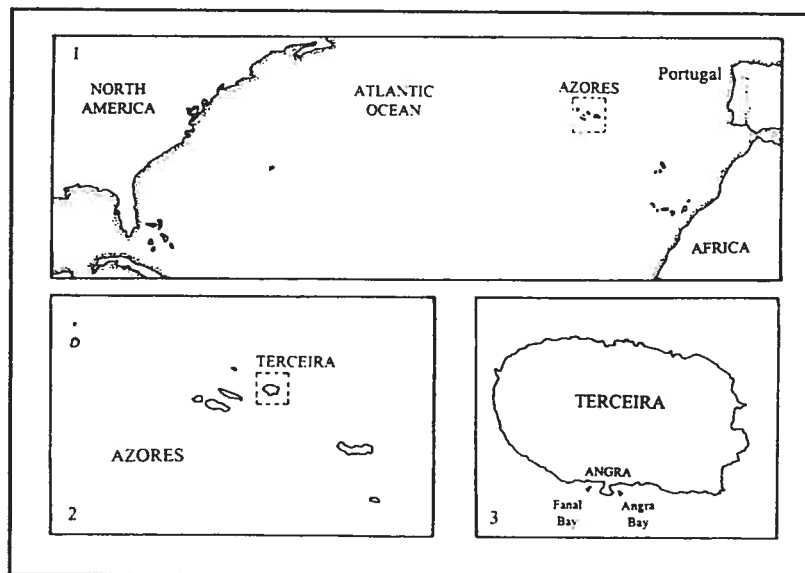 1
NORTH
AMERICA
ATLANTIC
OCEAN
AZORES
Portugal
AFRICA
TERCEIRA
AZORES
2
TERCEIRA
ANGRA
Fanal
Bay
Angra
Bay
3